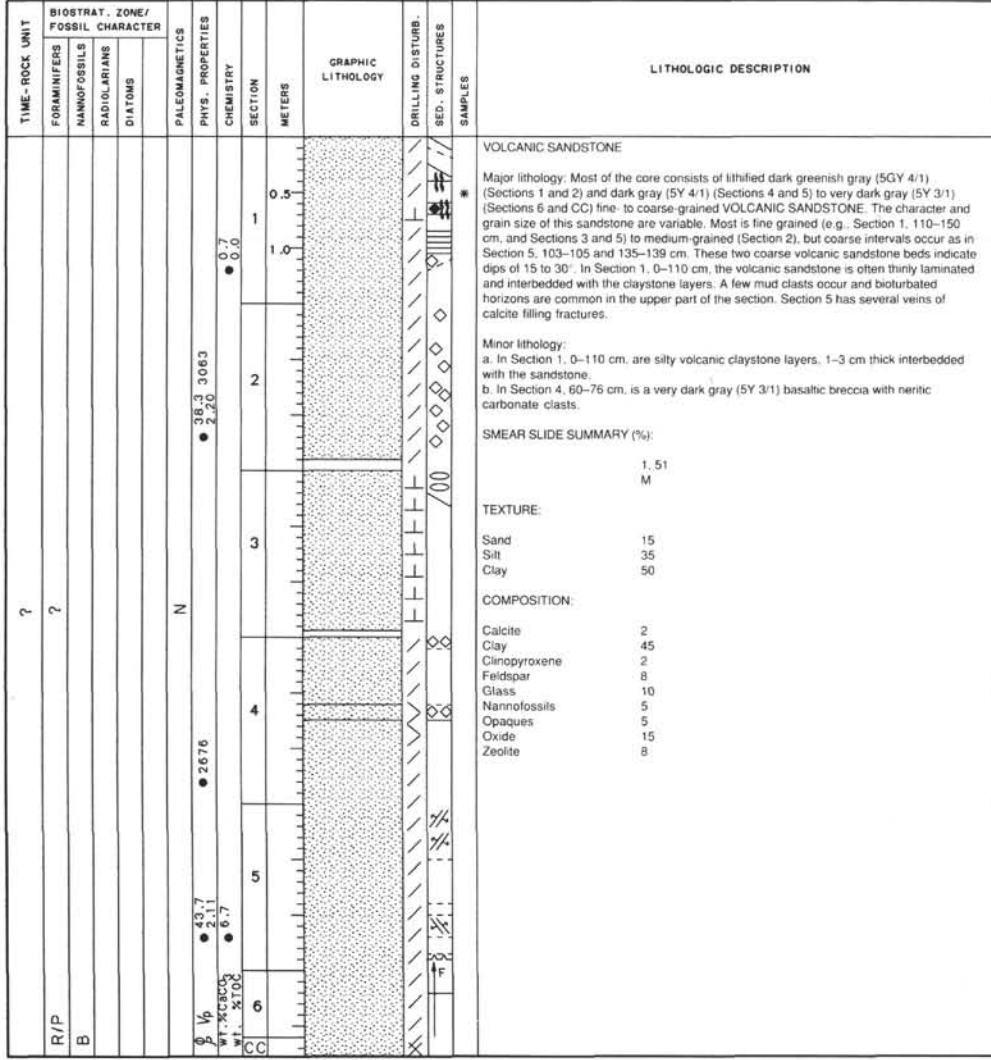 TIME-ROCK UNIT
BIOSTRAT. ZONE/
FOSSIL CHARACTER
FORAMINIFERS
NANNOFOSSILS
RADIOLARIANS
DIATOMS
PALEOMAGNETICS
PHYS. PROPERTIES
CHEMISTRY
SECTION
METERS
GRAPHIC
LITHOLOGY
DRILLING DISTURB.
SED. STRUCTURES
SAMPLES
LITHOLOGIC DESCRIPTION
?
?
R/P
B
N
38.3 3063
2.20
2676
43.7
2.11
Φ Vp
ρ
0.7
0.0
6.7
wt.%CaCO3
wt. %TOC
1
2
3
4
5
6
CC
0.5
1.0
F
*
VOLCANIC SANDSTONE
Major lithology: Most of the core consists of lithified dark greenish gray (5GY 4/1)
(Sections 1 and 2) and dark gray (5Y 4/1) (Sections 4 and 5) to very dark gray (5Y 3/1)
(Sections 6 and CC) fine- to coarse-grained VOLCANIC SANDSTONE. The character and
grain size of this sandstone are variable. Most is fine grained (e.g., Section 1, 110–150
cm, and Sections 3 and 5) to medium-grained (Section 2), but coarse intervals occur as in
Section 5, 103–105 and 135–139 cm. These two coarse volcanic sandstone beds indicate
dips of 15 to 30°. In Section 1, 0–110 cm, the volcanic sandstone is often thinly laminated
and interbedded with the claystone layers. A few mud clasts occur and bioturbated
horizons are common in the upper part of the section. Section 5 has several veins of
calcite filling fractures.
Minor lithology:
a. In Section 1, 0–110 cm, are silty volcanic claystone layers, 1–3 cm thick interbedded
with the sandstone.
b. In Section 4, 60–76 cm, is a very dark gray (5Y 3/1) basaltic breccia with neritic
carbonate clasts.
SMEAR SLIDE SUMMARY (%):
1, 51
M
TEXTURE:
Sand 15
Silt 35
Clay 50
COMPOSITION:
Calcite 2
Clay 45
Clinopyroxene 2
Feldspar 8
Glass 10
Nannofossils 5
Opaques 5
Oxide 15
Zeolite 8